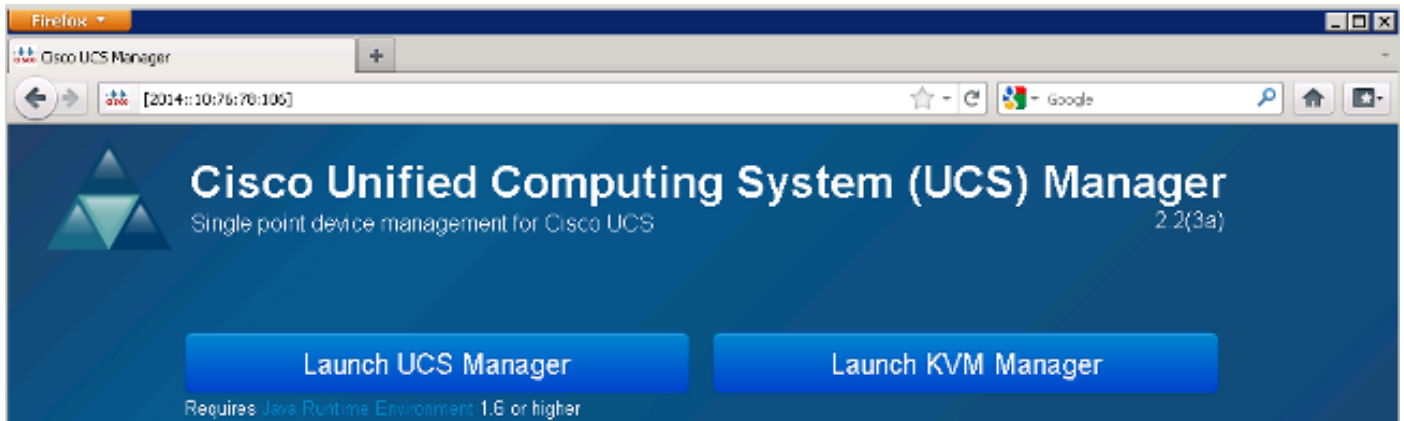 Firefox
Cisco UCS Manager
[2014::10:76:78:106]
Google
Cisco Unified Computing System (UCS) Manager
Single point device management for Cisco UCS
2.2(3a)
Launch UCS Manager
Launch KVM Manager
Requires Java Runtime Environment 1.6 or higher